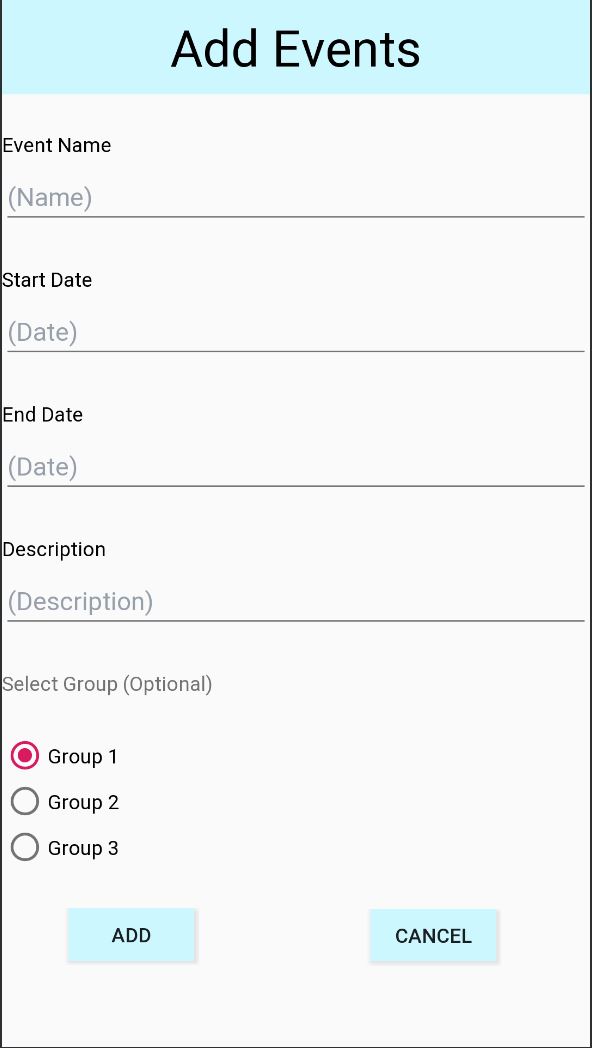 Add Events
Event Name
(Name)
Start Date
(Date)
End Date
(Date)
Description
(Description)
Select Group (Optional)
Group 1
Group 2
Group 3
ADD
CANCEL